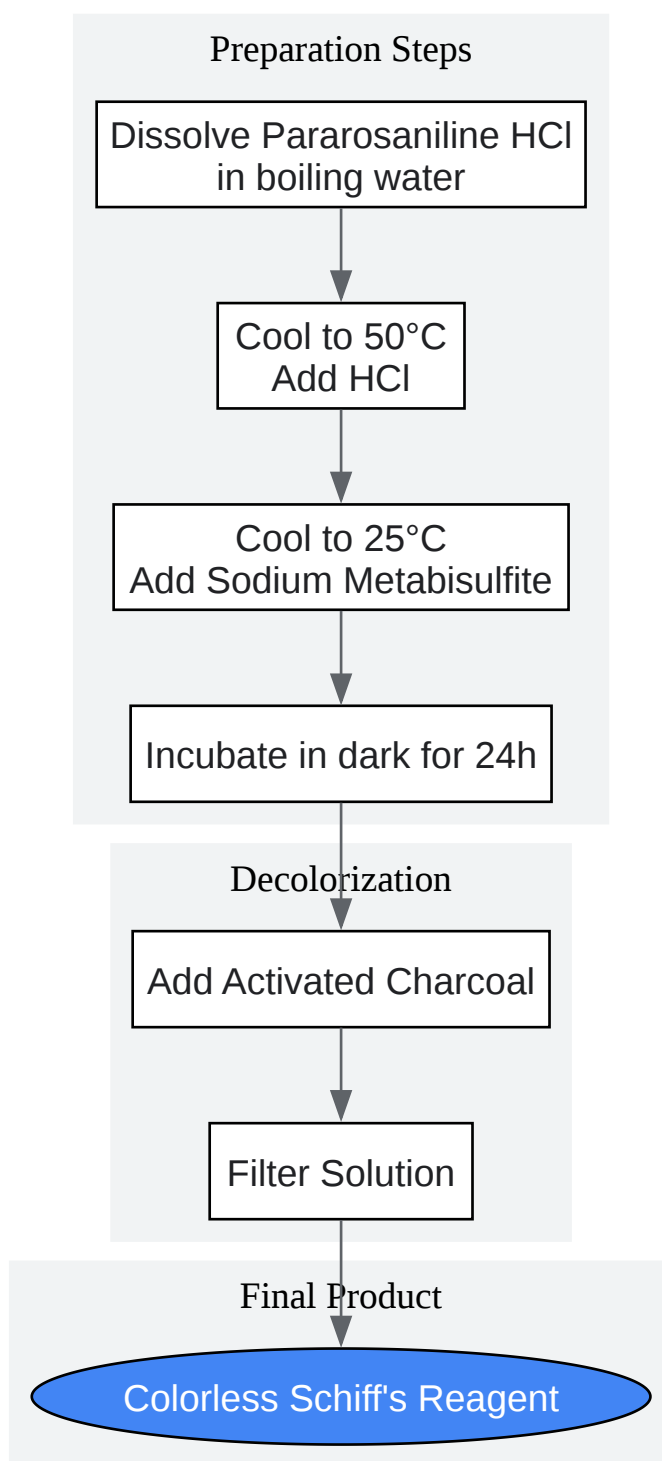 Preparation Steps
Dissolve Pararosaniline HCl
in boiling water
Cool to 50°C
Add HCl
Cool to 25°C
Add Sodium Metabisulfite
Incubate in dark for 24h
Decolorization
Add Activated Charcoal
Filter Solution
Final Product
Colorless Schiff's Reagent